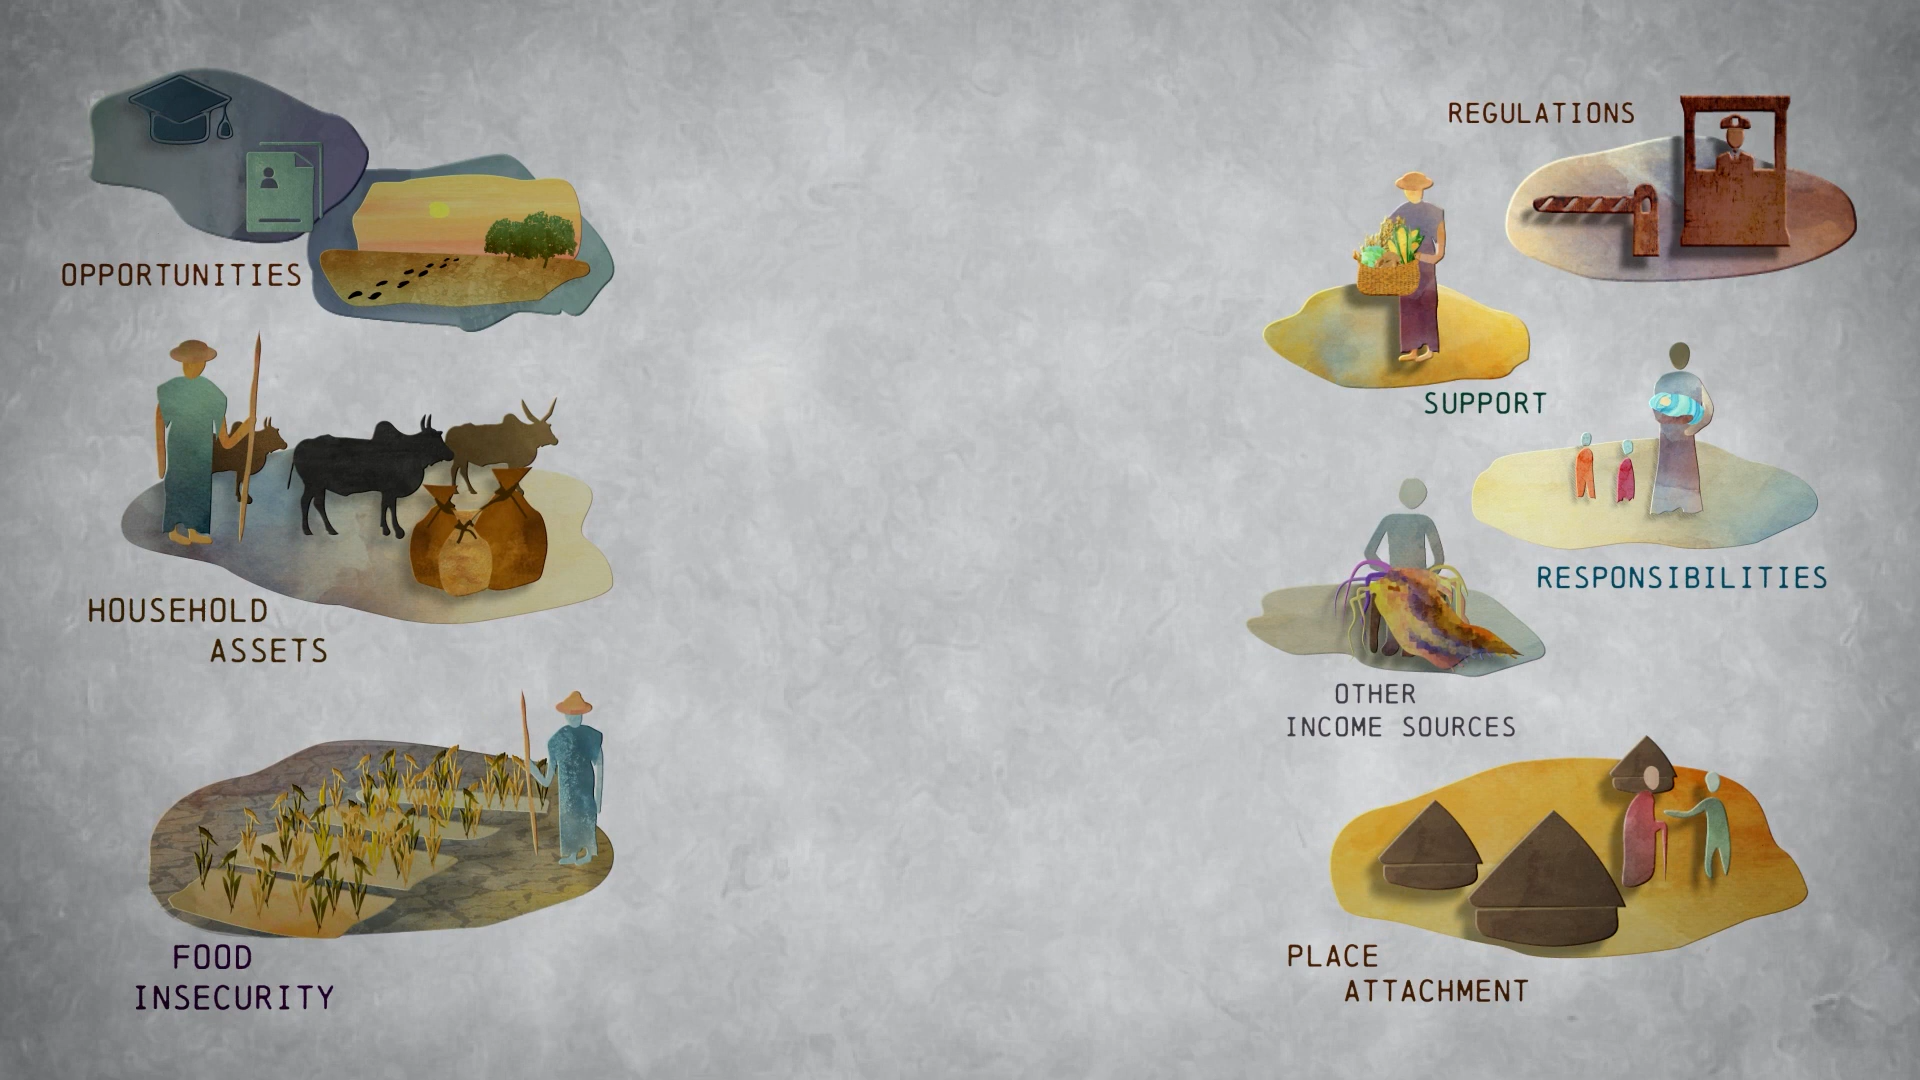 OPPORTUNITIES
HOUSEHOLD
ASSETS
FOOD
INSECURITY
REGULATIONS
SUPPORT
RESPONSIBILITIES
OTHER
INCOME SOURCES
PLACE
ATTACHMENT